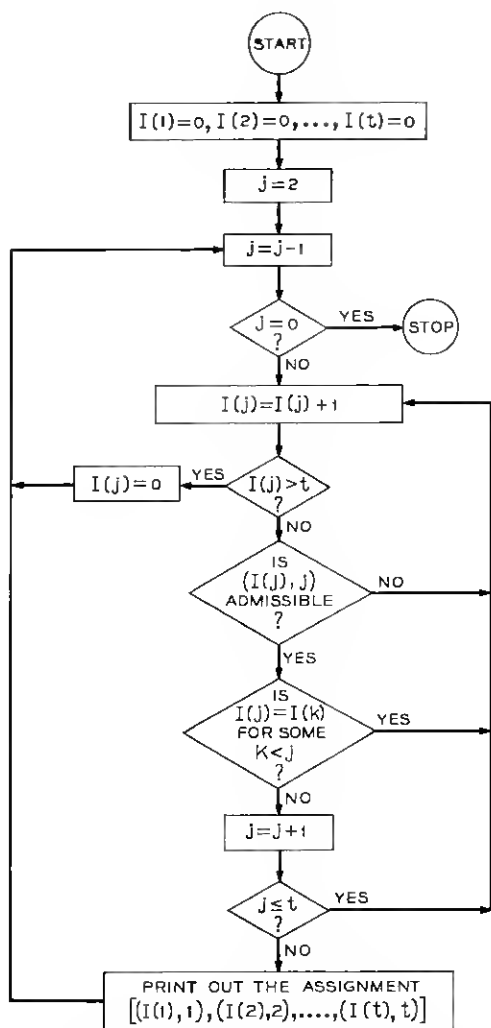 START
I(1)=0, I(2)=0,...., I(t)=0
j=2
j=j-1
j=0
?
YES
STOP
NO
I(j)=I(j)+1
I(j)=0
YES
I(j)>t
?
NO
IS
(I(j),j)
ADMISSIBLE
?
NO
YES
IS
I(j)=I(k)
FOR SOME
K<j
?
YES
NO
j=j+1
j≤t
?
YES
NO
PRINT OUT THE ASSIGNMENT
[(I(1),1),(I(2),2),....,(I(t),t)]